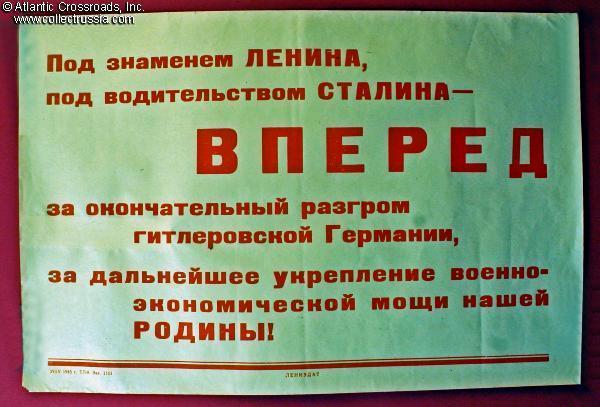 © Atlantic Crossroads, Inc.
www.collectrussia.com
Под знаменем ЛЕНИНА,
под водительством СТАЛИНА—
ВПЕРЕД
за окончательный разгром
гитлеровской Германии,
за дальнейшее укрепление военно-
экономической мощи нашей
РОДИНЫ!
1945 г.
ЛЕНИЗДАТ